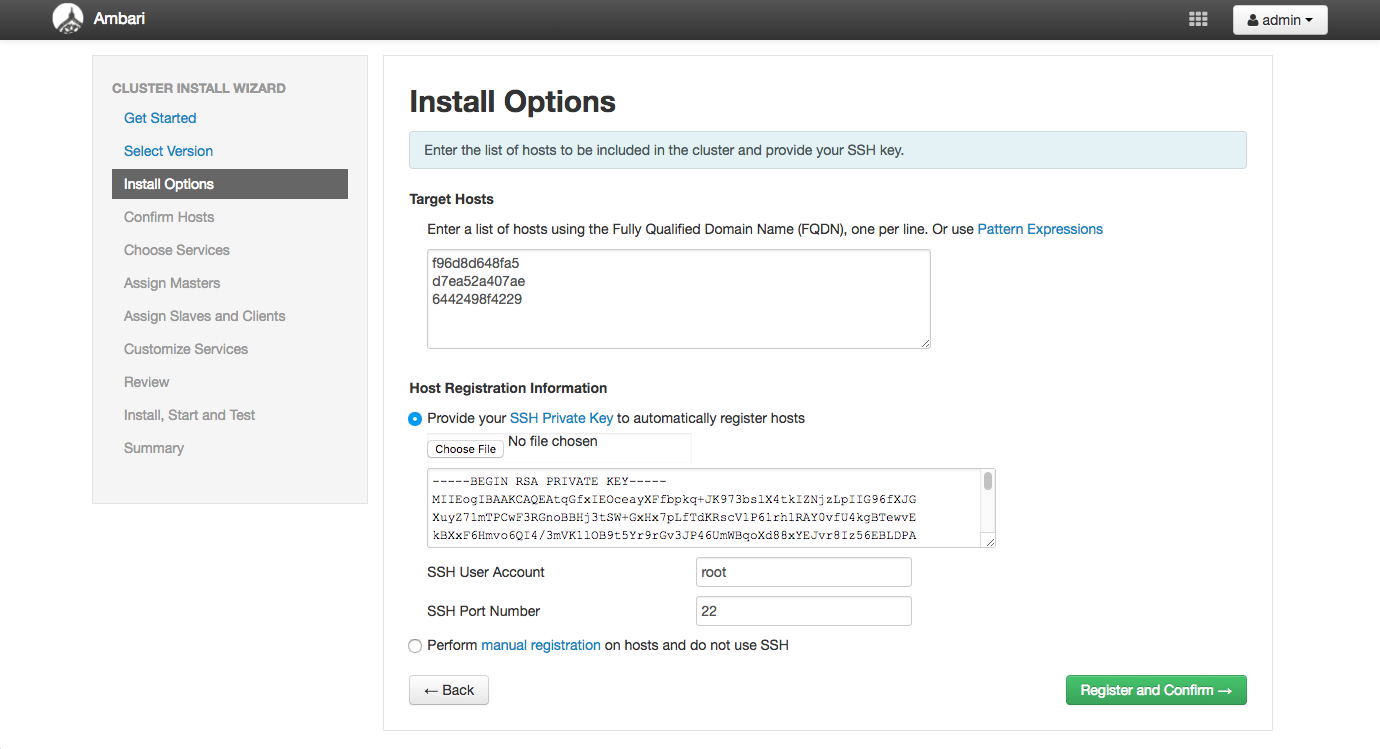 Ambari
admin
CLUSTER INSTALL WIZARD
Get Started
Select Version
Install Options
Confirm Hosts
Choose Services
Assign Masters
Assign Slaves and Clients
Customize Services
Review
Install, Start and Test
Summary
Install Options
Enter the list of hosts to be included in the cluster and provide your SSH key.
Target Hosts
Enter a list of hosts using the Fully Qualified Domain Name (FQDN), one per line. Or use Pattern Expressions
f96d8d648fa5
d7ea52a407ae
6442498f4229
Host Registration Information
Provide your SSH Private Key to automatically register hosts
Choose File No file chosen
-----BEGIN RSA PRIVATE KEY-----
MIIEogIBAAKCAQEAtqGfxIEOceayXFfbpkq+JK973bslX4tkIZNjzLpIIG96fXJG
XuyZ7lmTPCwF3RGnoBBHj3tSW+GxHx7pLfTdKRscVlP6lrhlRAY0vfU4kgBTewvE
kBXxF6Hmvo6QI4/3mVKllOB9t5Yr9rGv3JP46UmWBqoXd88xYEJvr8Iz56EBLDPA
SSH User Account root
SSH Port Number 22
Perform manual registration on hosts and do not use SSH
← Back
Register and Confirm →